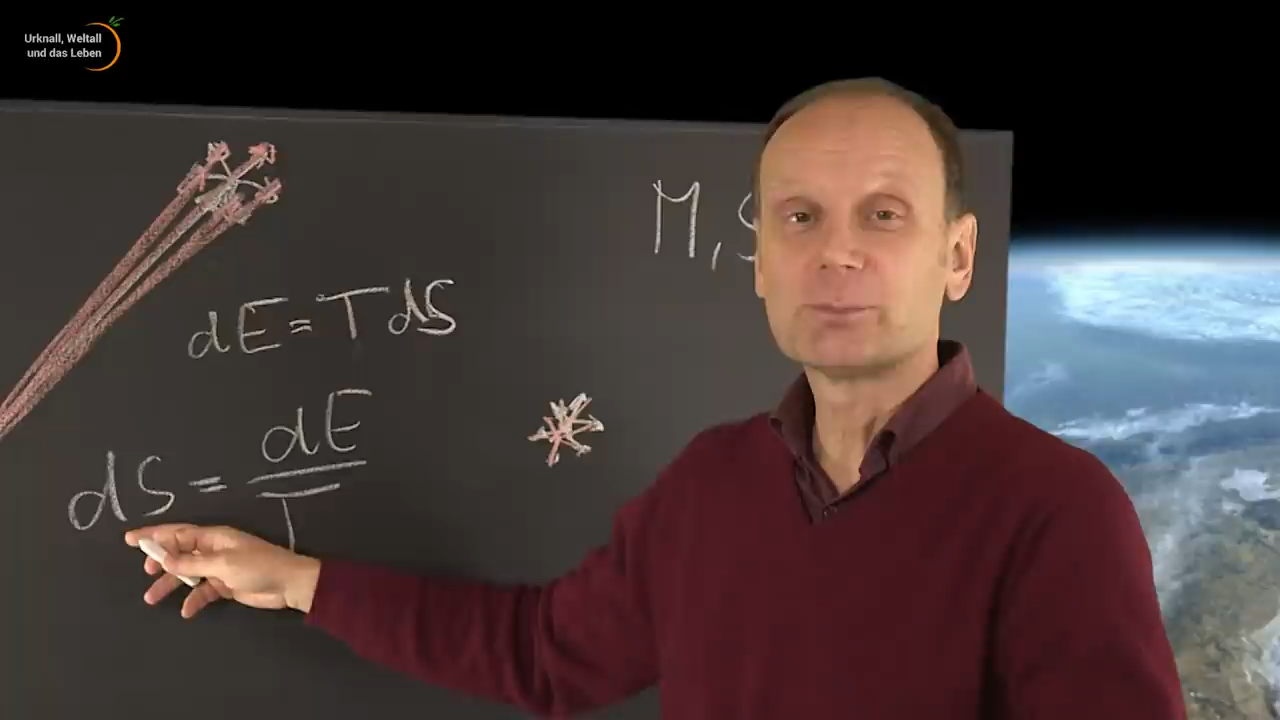 Urknall, Weltall
und das Leben
M, S
dE = T dS
dS = dE / T